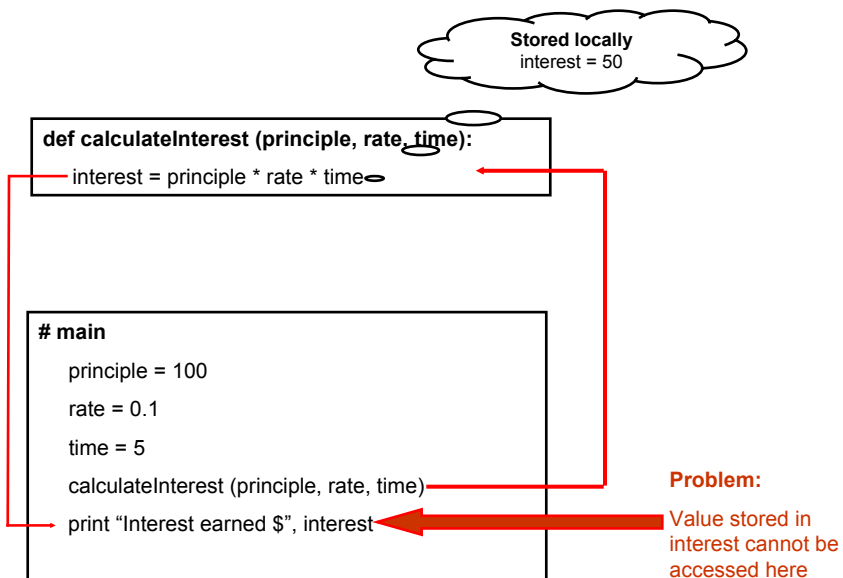 Stored locally
interest = 50
def calculateInterest (principle, rate, time):
interest = principle * rate * time
# main
principle = 100
rate = 0.1
time = 5
calculateInterest (principle, rate, time)
print “Interest earned $”, interest
Problem:
Value stored in
interest cannot be
accessed here